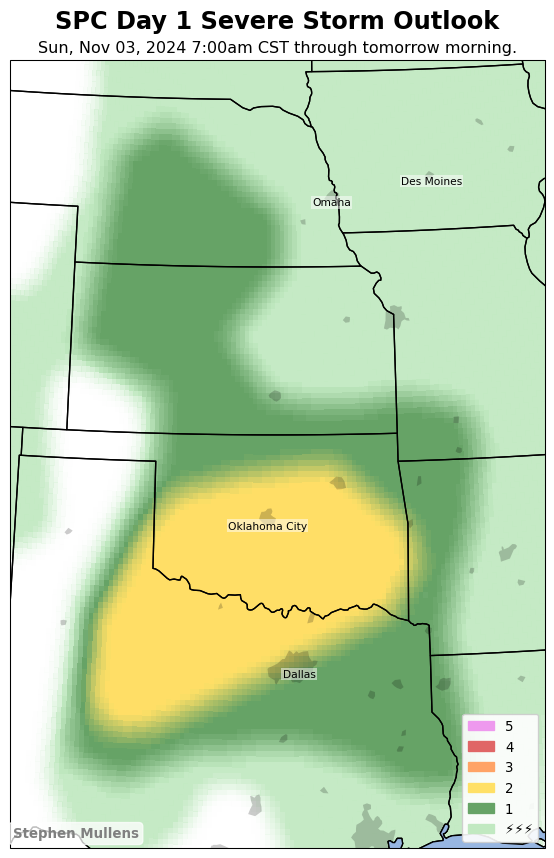 SPC Day 1 Severe Storm Outlook
Sun, Nov 03, 2024 7:00am CST through tomorrow morning.
Des Moines
Omaha
Oklahoma City
Dallas
5
4
3
2
1
⚡⚡⚡
Stephen Mullens